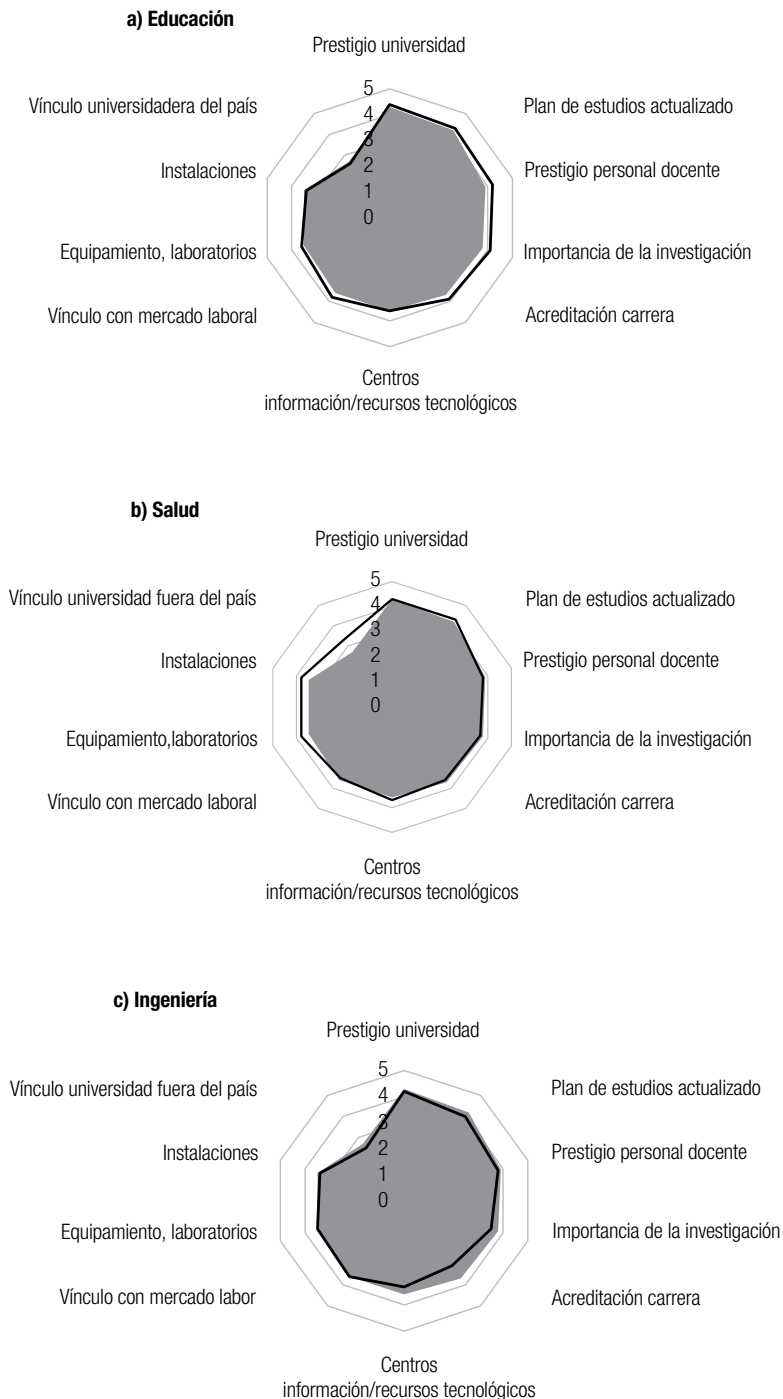 a) Educación
Prestigio universidad
Vínculo universidadera del país
Plan de estudios actualizado
Instalaciones
Prestigio personal docente
Equipamiento, laboratorios
Importancia de la investigación
Vínculo con mercado laboral
Acreditación carrera
Centros
información/recursos tecnológicos
5
4
3
2
1
0
b) Salud
Prestigio universidad
Vínculo universidad fuera del país
Plan de estudios actualizado
Instalaciones
Prestigio personal docente
Equipamiento,laboratorios
Importancia de la investigación
Vínculo con mercado laboral
Acreditación carrera
Centros
información/recursos tecnológicos
5
4
3
2
1
0
c) Ingeniería
Prestigio universidad
Vínculo universidad fuera del país
Plan de estudios actualizado
Instalaciones
Prestigio personal docente
Equipamiento, laboratorios
Importancia de la investigación
Vínculo con mercado labor
Acreditación carrera
Centros
información/recursos tecnológicos
5
4
3
2
1
0